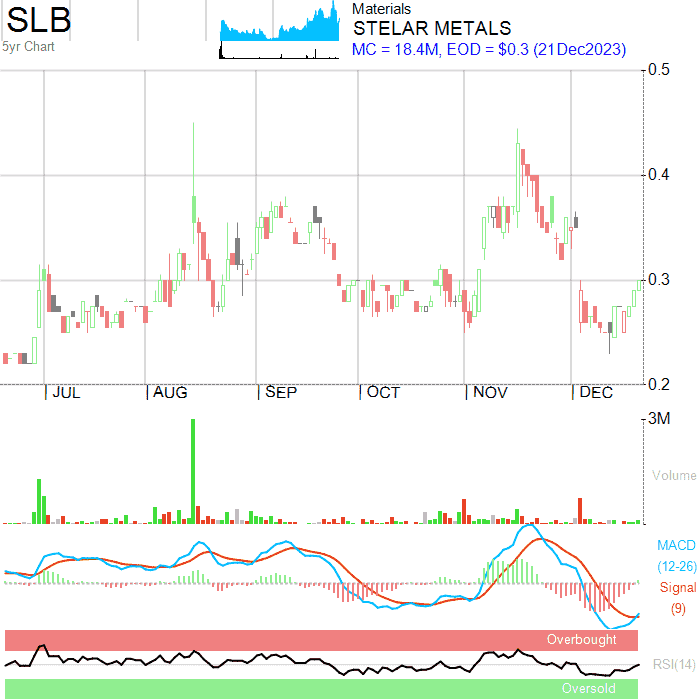 SLB
5yr Chart
Materials
STELAR METALS
MC = 18.4M, EOD = $0.3 (21Dec2023)
0.5
0.4
0.3
0.2
JUL AUG SEP OCT NOV DEC
3M
Volume
MACD
(12-26)
Signal
(9)
Overbought
RSI(14)
Oversold